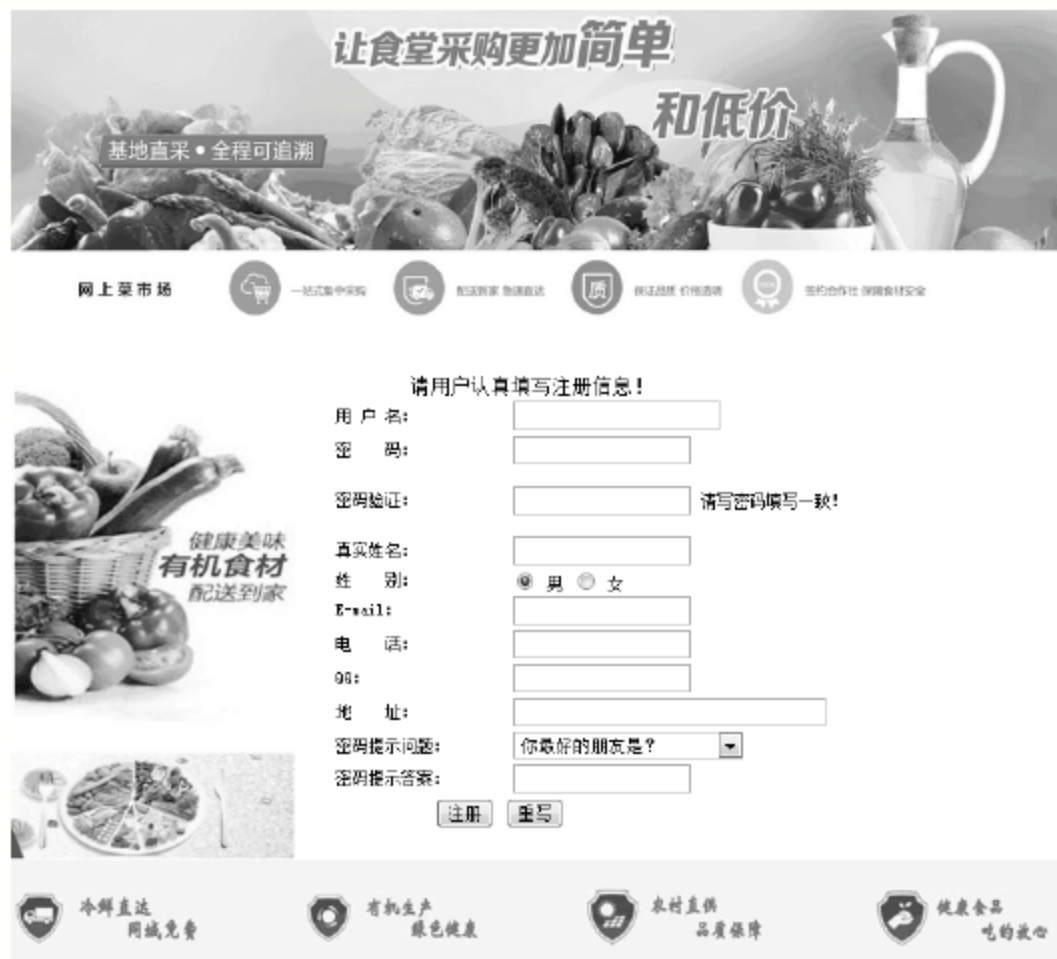 让食堂采购更加简单
和低价
基地直采•全程可追溯
网上菜市场
一站式集中采购
配送到家 急速直达
质
保证品质 价格透明
签约合作社 保障食材安全
请用户认真填写注册信息!
用 户 名:
密 码:
密码验证: 请写密码填写一致!
真实姓名:
姓 别: 男 女
E-mail:
电 话:
QQ:
地 址:
密码提示问题: 你最好的朋友是?
密码提示答案:
注册 重写
健康美味
有机食材
配送到家
冷鲜直达
同城免费
有机生产
绿色健康
农村直供
品质保障
健康食品
吃的放心